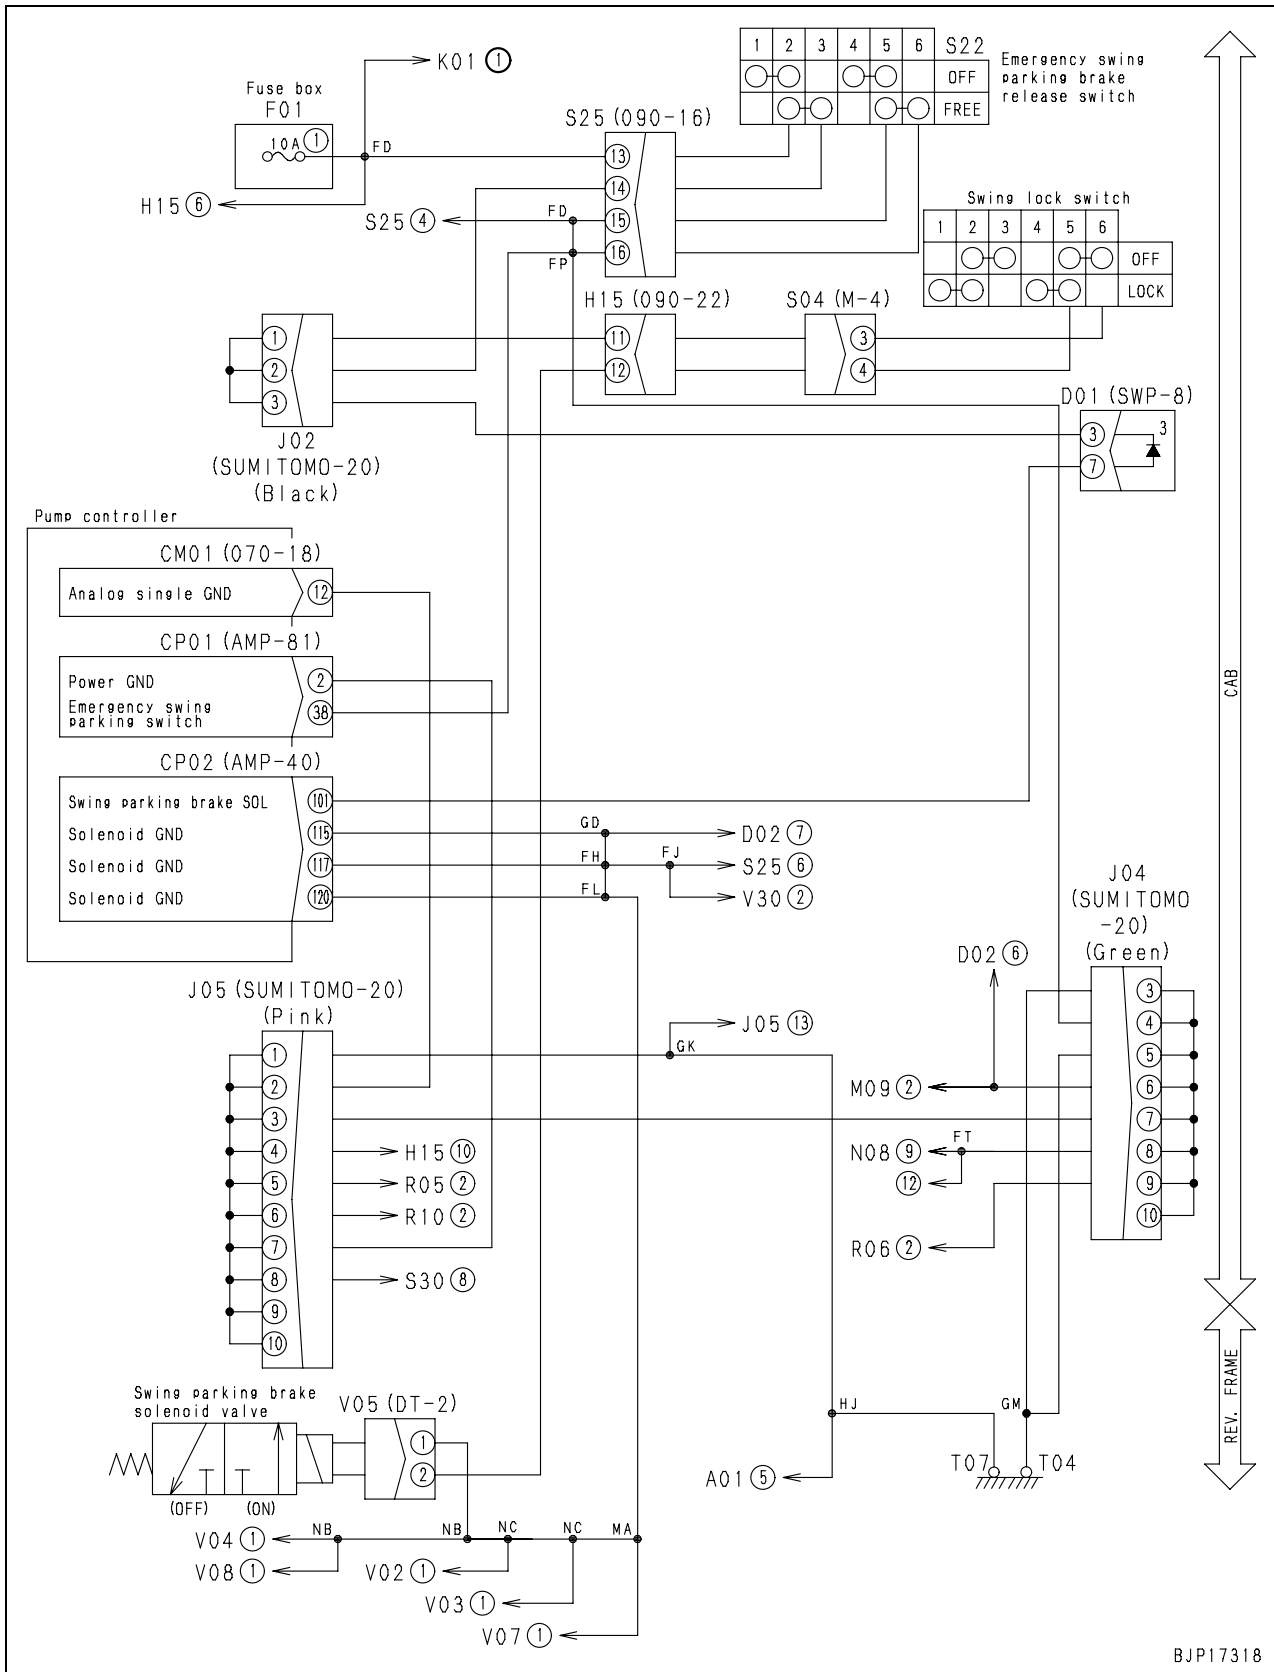 K01 ①
Fuse box
F01
10A ①
FD
H15 ⑥
S25 (090-16)
⑬
⑭
⑮
⑯
S25 ④
FD
FP
1 2 3 4 5 6 S22
OFF
FREE
Emergency swing
parking brake
release switch
Swing lock switch
1 2 3 4 5 6
OFF
LOCK
H15 (090-22)
⑪
⑫
S04 (M-4)
③
④
①
②
③
J02
(SUMITOMO-20)
(Black)
D01 (SWP-8)
③ 3
⑦
Pump controller
CM01 (070-18)
Analog single GND ⑫
CP01 (AMP-81)
Power GND ②
Emergency swing
parking switch ㊳
CP02 (AMP-40)
Swing parking brake SOL 101
Solenoid GND 115
Solenoid GND 117
Solenoid GND 120
GD
D02 ⑦
FH
FJ
S25 ⑥
FL
V30 ②
J04
(SUMITOMO
-20)
(Green)
③
④
⑤
⑥
⑦
⑧
⑨
⑩
D02 ⑥
M09 ②
N08 ⑨
FT
⑫
R06 ②
J05 (SUMITOMO-20)
(Pink)
①
②
③
④
⑤
⑥
⑦
⑧
⑨
⑩
J05 ⑬
GK
H15 ⑩
R05 ②
R10 ②
S30 ⑧
CAB
REV. FRAME
Swing parking brake
solenoid valve
(OFF) (ON)
V05 (DT-2)
①
②
HJ
GM
A01 ⑤
T07
T04
V04 ①
NB
NB
NC
NC
MA
V08 ①
V02 ①
V03 ①
V07 ①
BJP17318